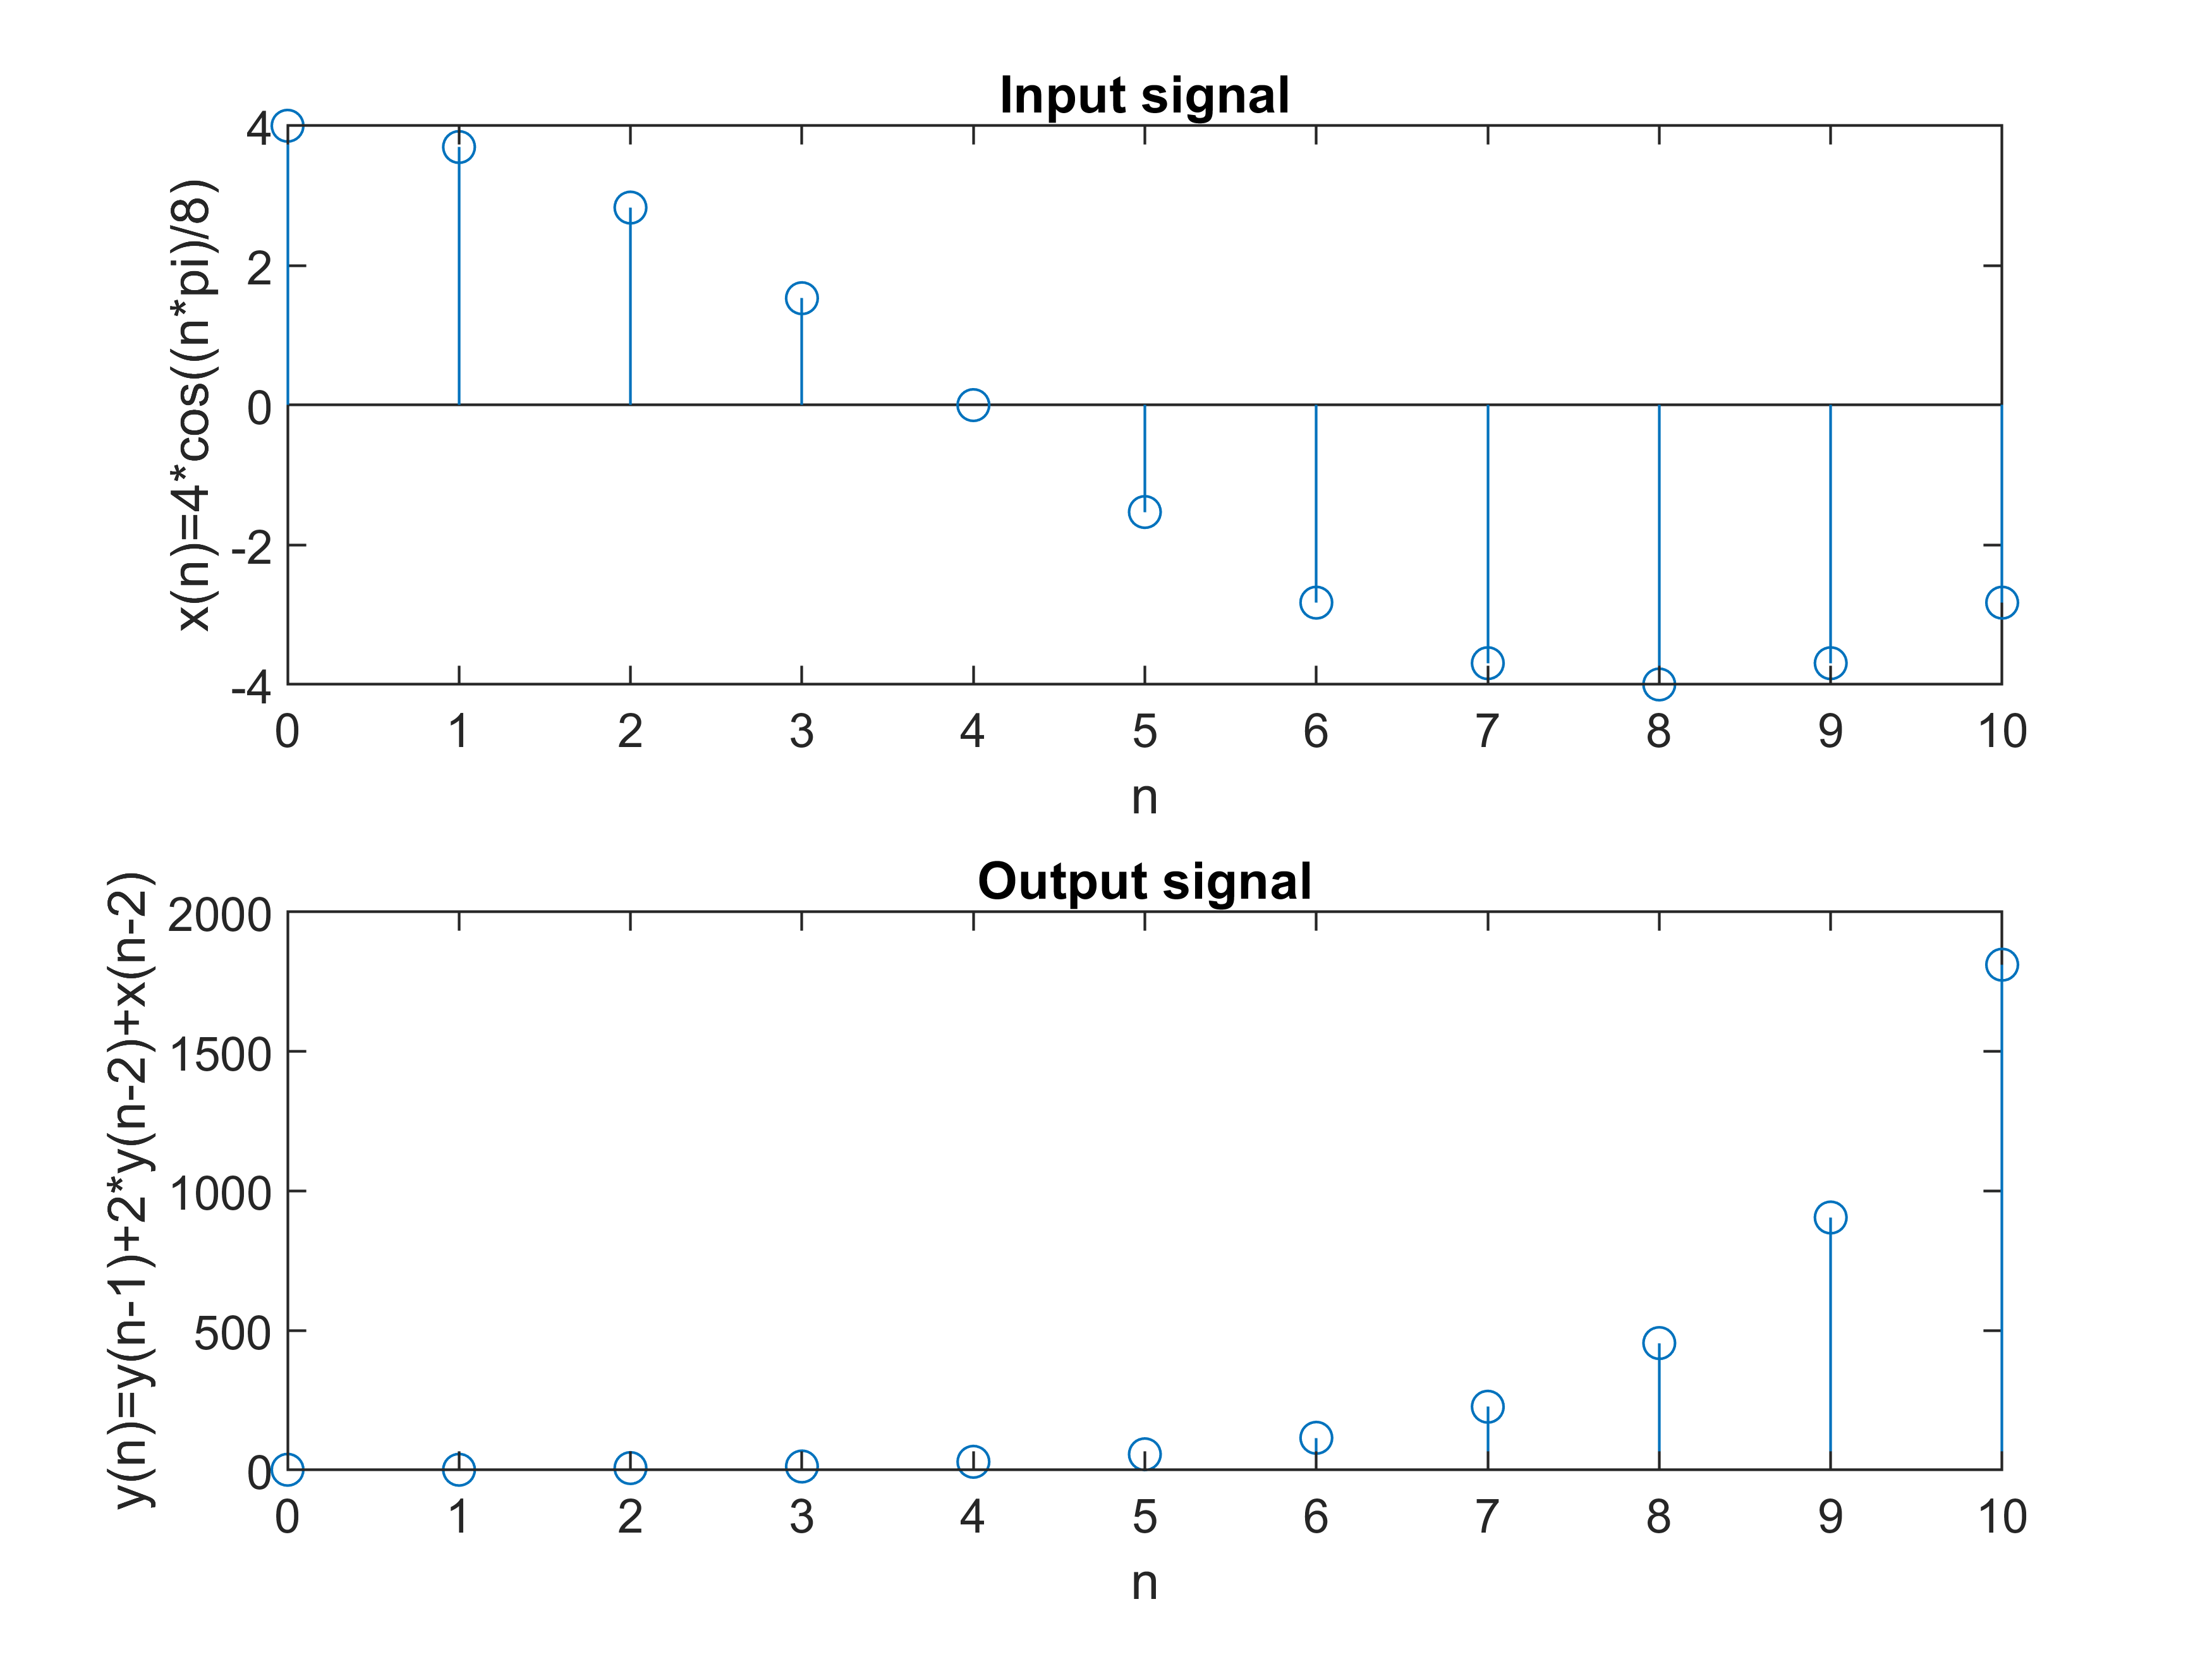 Input signal
x(n)=4*cos((n*pi)/8)
4
2
0
-2
-4
0 1 2 3 4 5 6 7 8 9 10
n
Output signal
y(n)=y(n-1)+2*y(n-2)+x(n-2)
2000
1500
1000
500
0
0 1 2 3 4 5 6 7 8 9 10
n